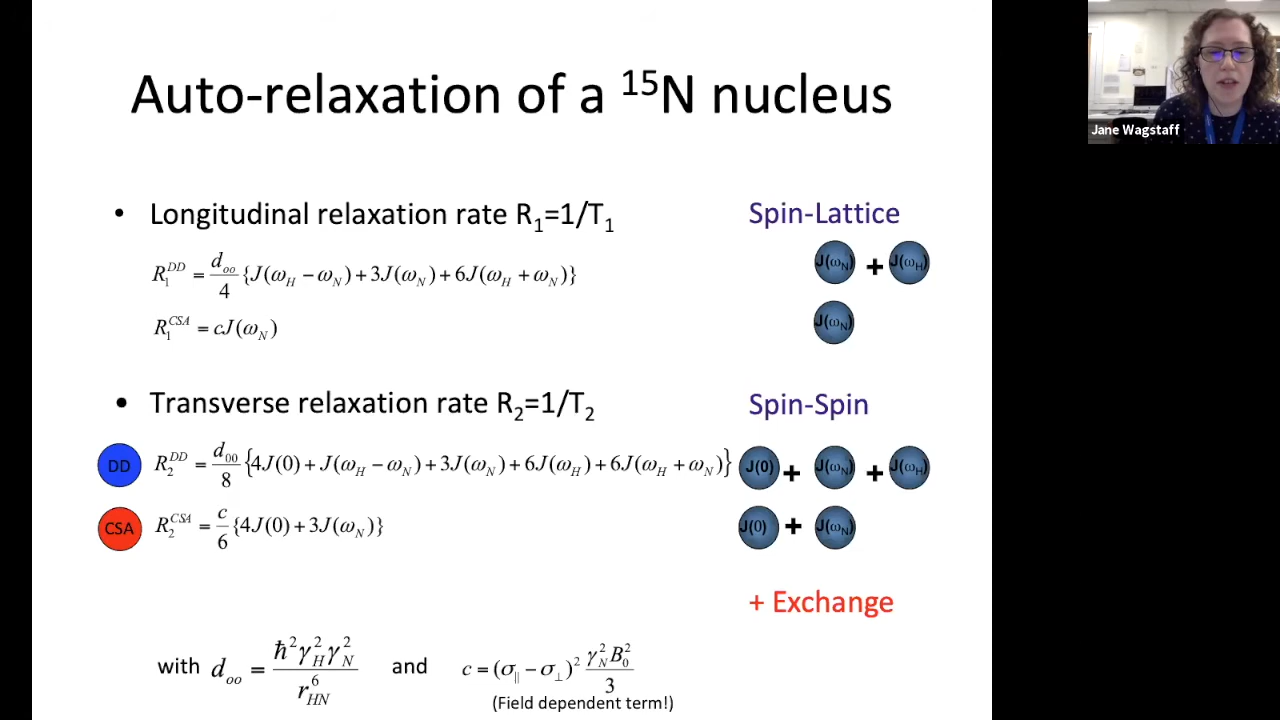 Auto-relaxation of a ¹⁵N nucleus
Jane Wagstaff
• Longitudinal relaxation rate R₁=1/T₁
Spin-Lattice
R₁^DD = d_oo/4 {J(ω_H − ω_N) + 3J(ω_N) + 6J(ω_H + ω_N)}
J(ω_N) + J(ω_H)
R₁^CSA = cJ(ω_N)
J(ω_N)
• Transverse relaxation rate R₂=1/T₂
Spin-Spin
DD R₂^DD = d_00/8 {4J(0) + J(ω_H − ω_N) + 3J(ω_N) + 6J(ω_H) + 6J(ω_H + ω_N)}
J(0) + J(ω_N) + J(ω_H)
CSA R₂^CSA = c/6 {4J(0) + 3J(ω_N)}
J(0) + J(ω_N)
+ Exchange
with d_oo = ħ²γ_H²γ_N² / r_HN⁶ and c = (σ_∥ − σ_⊥)² γ_N²B₀²/3
(Field dependent term!)